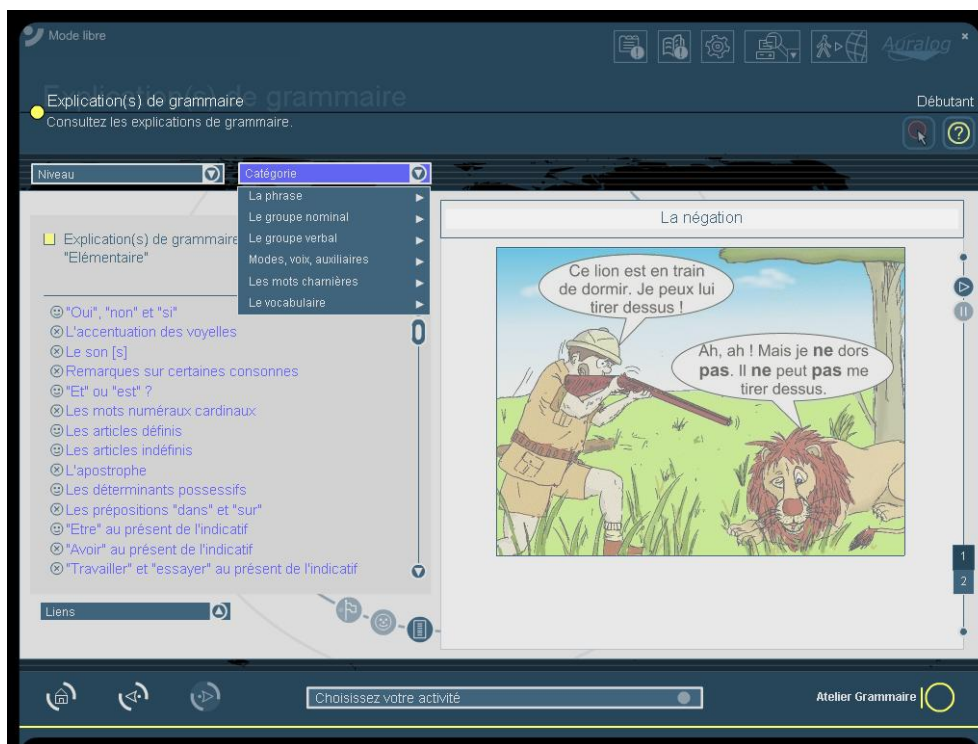 Mode libre
Auralog
Explication(s) de grammaire
Explication(s) de grammaire
Débutant
Consultez les explications de grammaire.
Niveau
Catégorie
La phrase
Le groupe nominal
Le groupe verbal
Modes, voix, auxiliaires
Les mots charnières
Le vocabulaire
Explication(s) de grammaire
"Elémentaire"
"Oui", "non" et "si"
L'accentuation des voyelles
Le son [s]
Remarques sur certaines consonnes
"Et" ou "est" ?
Les mots numéraux cardinaux
Les articles définis
Les articles indéfinis
L'apostrophe
Les déterminants possessifs
Les prépositions "dans" et "sur"
"Etre" au présent de l'indicatif
"Avoir" au présent de l'indicatif
"Travailler" et "essayer" au présent de l'indicatif
Liens
La négation
Ce lion est en train
de dormir. Je peux lui
tirer dessus !
Ah, ah ! Mais je ne dors
pas. Il ne peut pas me
tirer dessus.
1
2
Choisissez votre activité
Atelier Grammaire